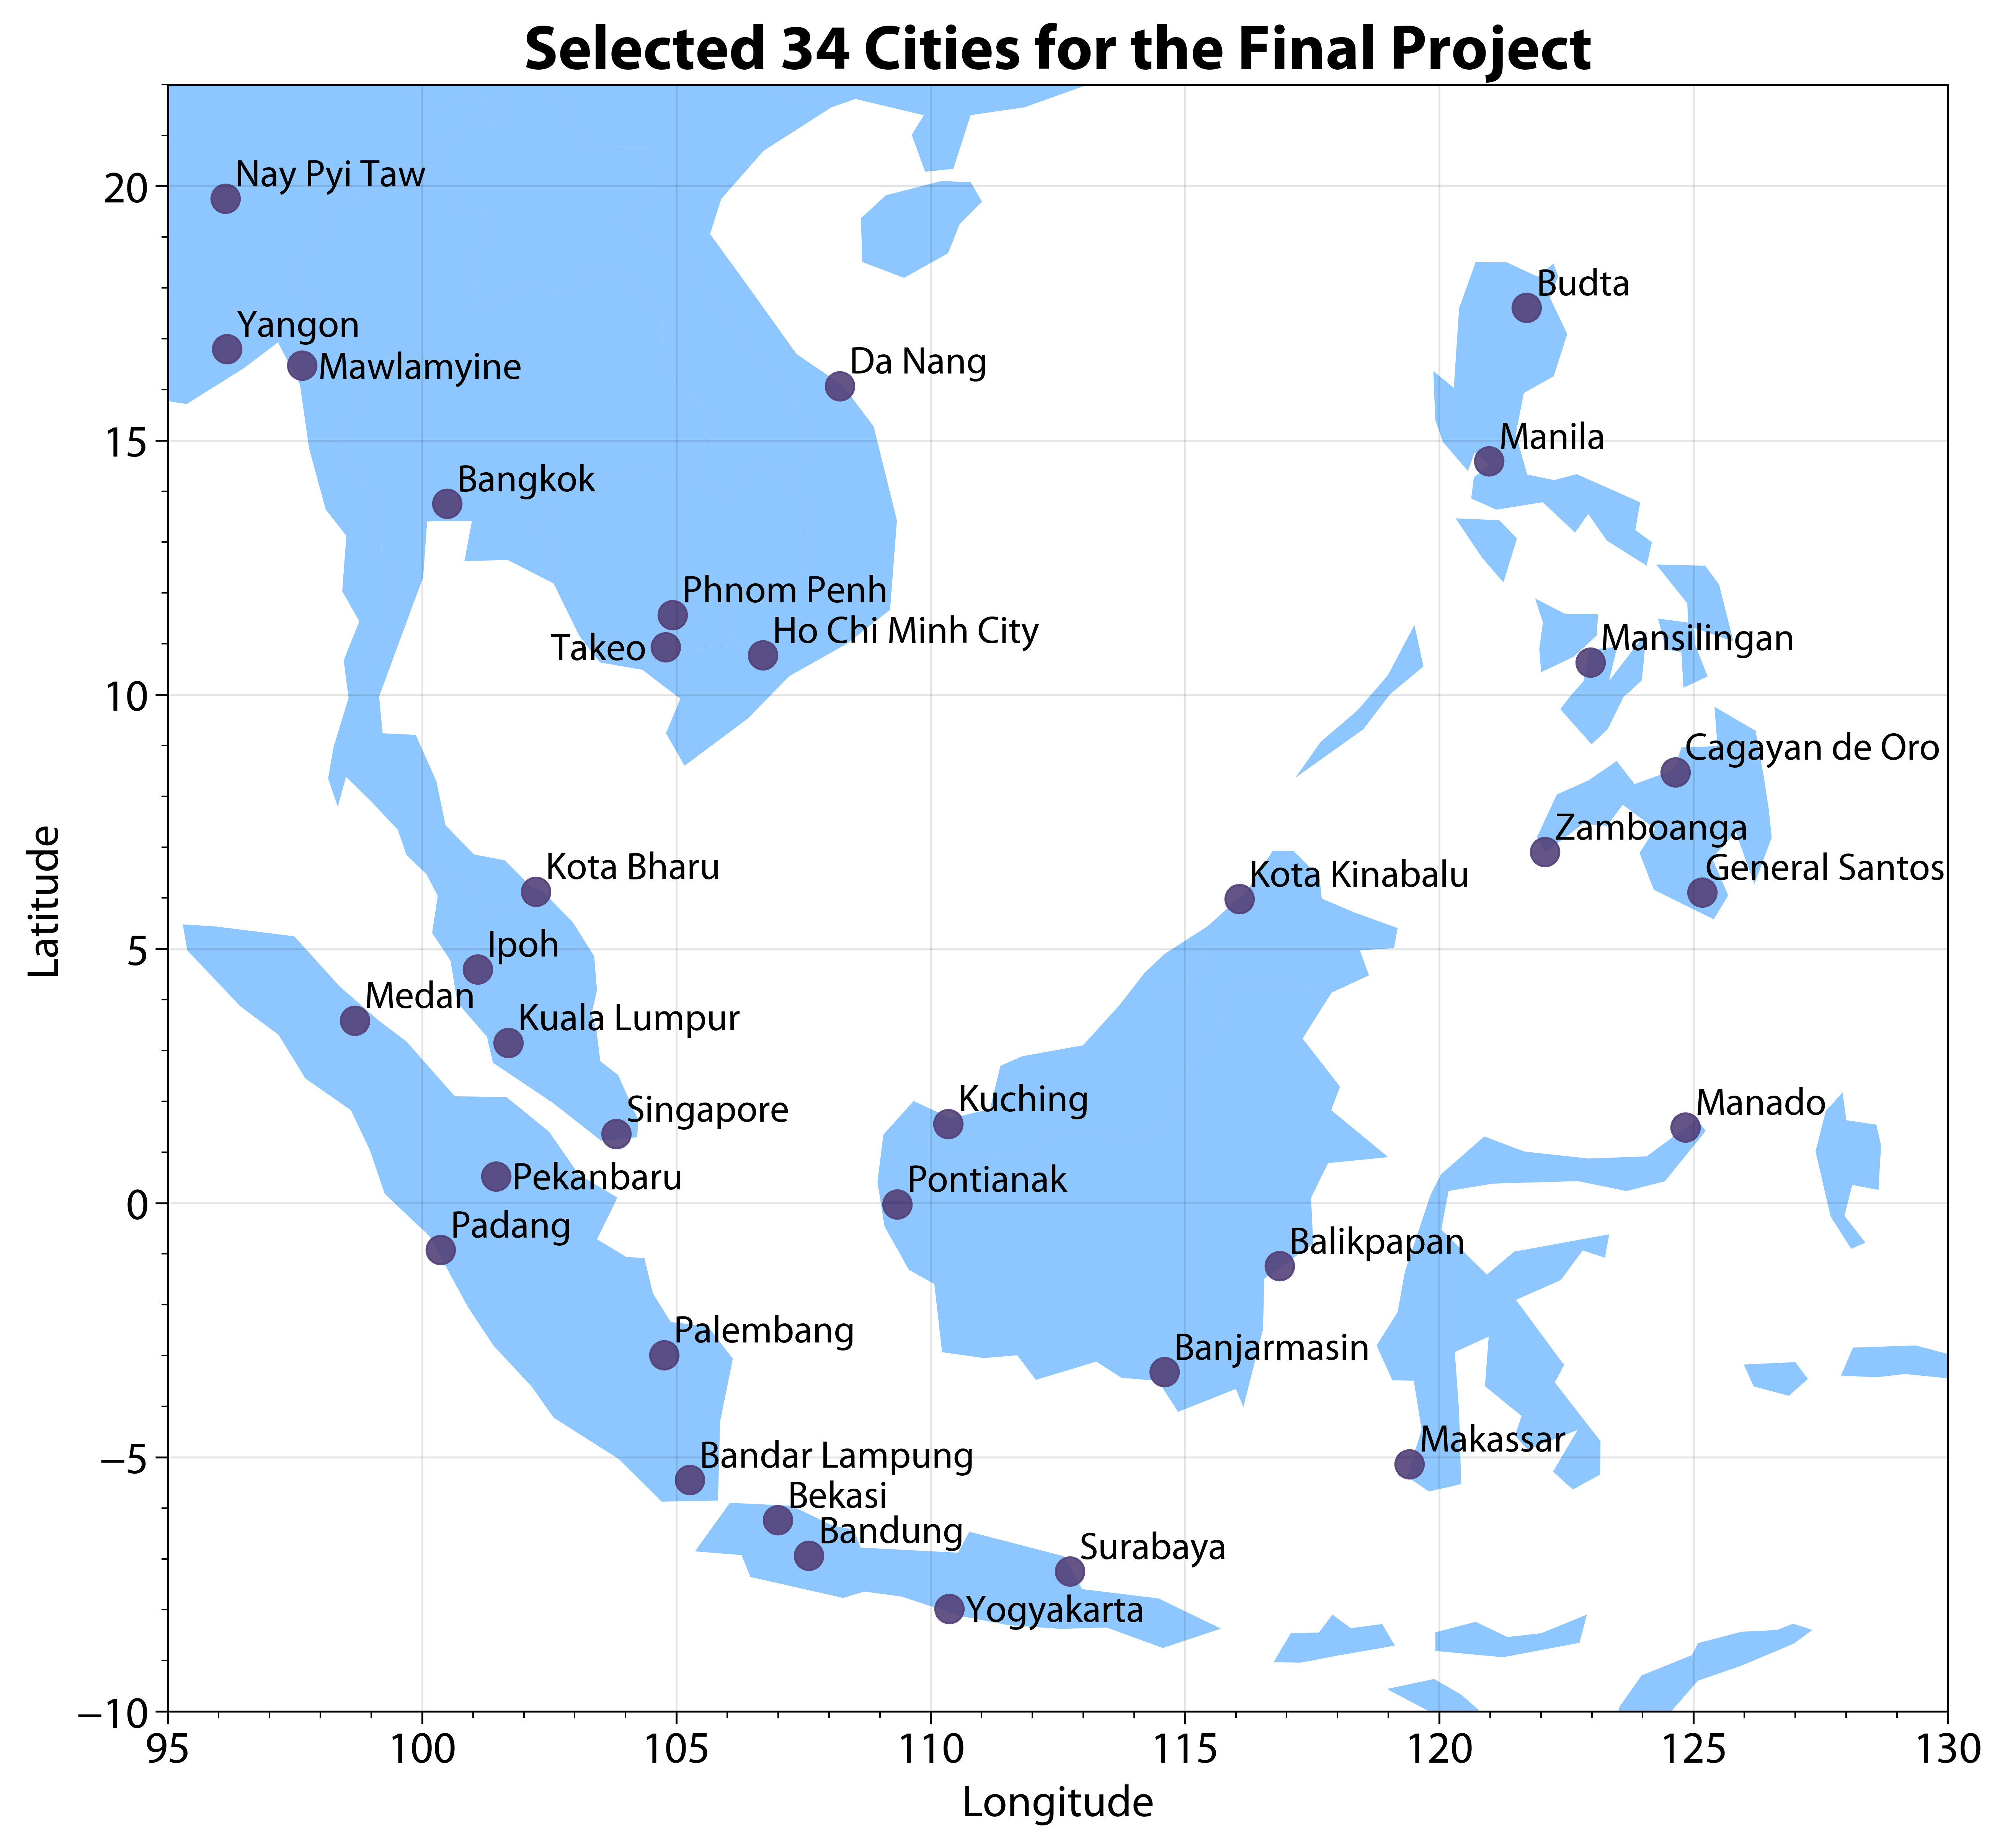 Selected 34 Cities for the Final Project
Latitude
20
15
10
5
0
−5
−10
Nay Pyi Taw
Budta
Yangon
Mawlamyine
Da Nang
Manila
Bangkok
Phnom Penh
Ho Chi Minh City
Takeo
Mansilingan
Cagayan de Oro
Zamboanga
Kota Bharu
Kota Kinabalu
General Santos
Ipoh
Medan
Kuala Lumpur
Singapore
Kuching
Manado
Pekanbaru
Pontianak
Padang
Balikpapan
Palembang
Banjarmasin
Makassar
Bandar Lampung
Bekasi
Bandung
Surabaya
Yogyakarta
95 100 105 110 115 120 125 130
Longitude